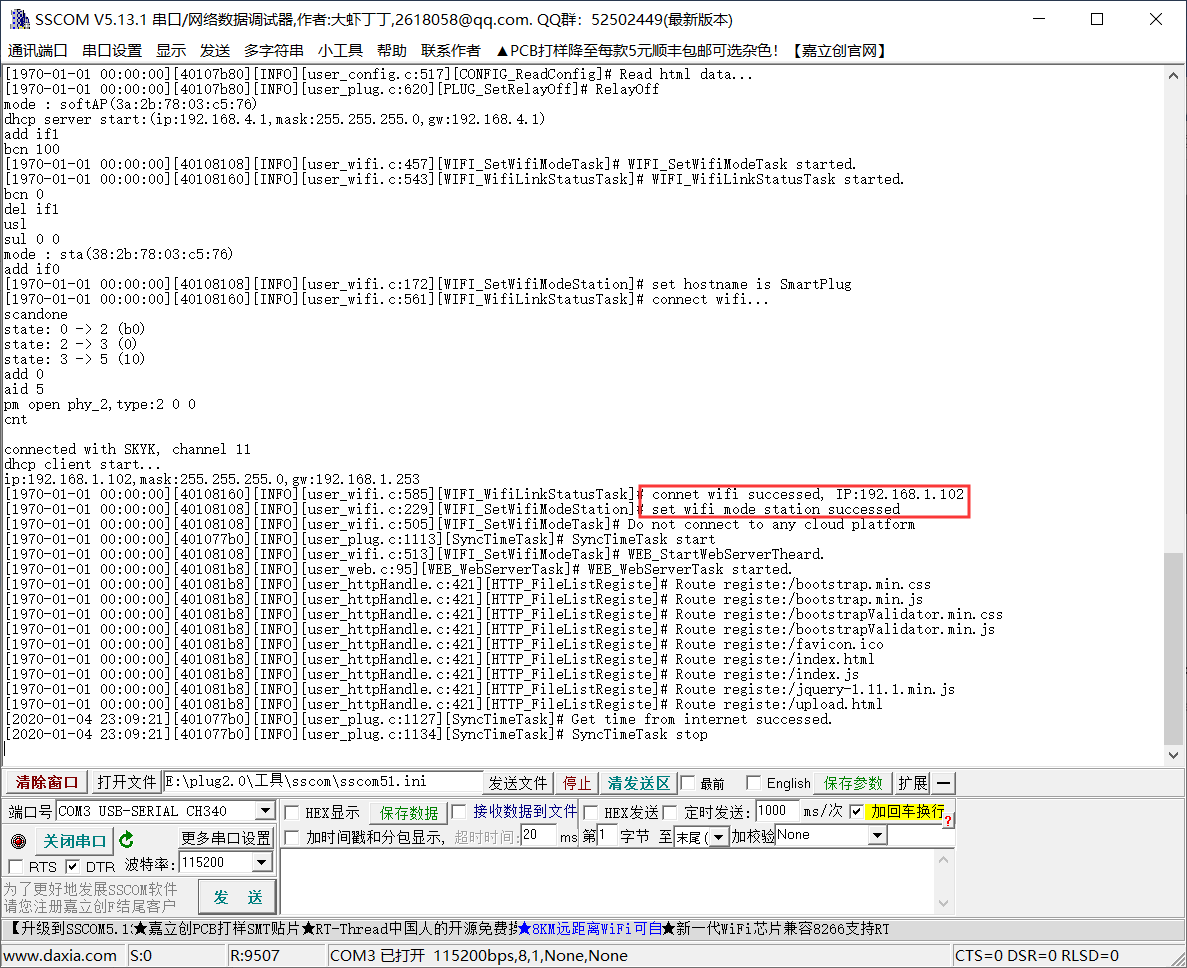 SSCOM V5.13.1 串口/网络数据调试器,作者:大虾丁丁,2618058@qq.com. QQ群：52502449(最新版本)
通讯端口 串口设置 显示 发送 多字符串 小工具 帮助 联系作者 ▲PCB打样降至每款5元顺丰包邮可选杂色！【嘉立创官网】
[1970-01-01 00:00:00][40107b80][INFO][user_config.c:517][CONFIG_ReadConfig]# Read html data...
[1970-01-01 00:00:00][40107b80][INFO][user_plug.c:620][PLUG_SetRelayOff]# RelayOff
mode : softAP(3a:2b:78:03:c5:76)
dhcp server start:(ip:192.168.4.1,mask:255.255.255.0,gw:192.168.4.1)
add if1
bcn 100
[1970-01-01 00:00:00][40108108][INFO][user_wifi.c:457][WIFI_SetWifiModeTask]# WIFI_SetWifiModeTask started.
[1970-01-01 00:00:00][40108160][INFO][user_wifi.c:543][WIFI_WifiLinkStatusTask]# WIFI_WifiLinkStatusTask started.
bcn 0
del if1
usl
sul 0 0
mode : sta(38:2b:78:03:c5:76)
add if0
[1970-01-01 00:00:00][40108108][INFO][user_wifi.c:172][WIFI_SetWifiModeStation]# set hostname is SmartPlug
[1970-01-01 00:00:00][40108160][INFO][user_wifi.c:561][WIFI_WifiLinkStatusTask]# connect wifi...
scandone
state: 0 -> 2 (b0)
state: 2 -> 3 (0)
state: 3 -> 5 (10)
add 0
aid 5
pm open phy_2,type:2 0 0
cnt
connected with SKYK, channel 11
dhcp client start...
ip:192.168.1.102,mask:255.255.255.0,gw:192.168.1.253
[1970-01-01 00:00:00][40108160][INFO][user_wifi.c:585][WIFI_WifiLinkStatusTask]# connet wifi successed, IP:192.168.1.102
[1970-01-01 00:00:00][40108108][INFO][user_wifi.c:229][WIFI_SetWifiModeStation]# set wifi mode station successed
[1970-01-01 00:00:00][40108108][INFO][user_wifi.c:505][WIFI_SetWifiModeTask]# Do not connect to any cloud platform
[1970-01-01 00:00:00][401077b0][INFO][user_plug.c:1113][SyncTimeTask]# SyncTimeTask start
[1970-01-01 00:00:00][40108108][INFO][user_wifi.c:513][WIFI_SetWifiModeTask]# WEB_StartWebServerTheard.
[1970-01-01 00:00:00][401081b8][INFO][user_web.c:95][WEB_WebServerTask]# WEB_WebServerTask started.
[1970-01-01 00:00:00][401081b8][INFO][user_httpHandle.c:421][HTTP_FileListRegiste]# Route registe:/bootstrap.min.css
[1970-01-01 00:00:00][401081b8][INFO][user_httpHandle.c:421][HTTP_FileListRegiste]# Route registe:/bootstrap.min.js
[1970-01-01 00:00:00][401081b8][INFO][user_httpHandle.c:421][HTTP_FileListRegiste]# Route registe:/bootstrapValidator.min.css
[1970-01-01 00:00:00][401081b8][INFO][user_httpHandle.c:421][HTTP_FileListRegiste]# Route registe:/bootstrapValidator.min.js
[1970-01-01 00:00:00][401081b8][INFO][user_httpHandle.c:421][HTTP_FileListRegiste]# Route registe:/favicon.ico
[1970-01-01 00:00:00][401081b8][INFO][user_httpHandle.c:421][HTTP_FileListRegiste]# Route registe:/index.html
[1970-01-01 00:00:00][401081b8][INFO][user_httpHandle.c:421][HTTP_FileListRegiste]# Route registe:/index.js
[1970-01-01 00:00:00][401081b8][INFO][user_httpHandle.c:421][HTTP_FileListRegiste]# Route registe:/jquery-1.11.1.min.js
[1970-01-01 00:00:00][401081b8][INFO][user_httpHandle.c:421][HTTP_FileListRegiste]# Route registe:/upload.html
[2020-01-04 23:09:21][401077b0][INFO][user_plug.c:1127][SyncTimeTask]# Get time from internet successed.
[2020-01-04 23:09:21][401077b0][INFO][user_plug.c:1134][SyncTimeTask]# SyncTimeTask stop
清除窗口 打开文件 E:\plug2.0\工具\sscom\sscom51.ini 发送文件 停止 清发送区 最前 English 保存参数 扩展 —
端口号 COM3 USB-SERIAL CH340 HEX显示 保存数据 接收数据到文件 HEX发送 定时发送: 1000 ms/次 加回车换行 ?
关闭串口 更多串口设置 加时间戳和分包显示, 超时时间: 20 ms 第1 字节 至 末尾 加校验 None
RTS DTR 波特率: 115200
为了更好地发展SSCOM软件
请您注册嘉立创F结尾客户
发 送
【升级到SSCOM5.1 ★嘉立创PCB打样SMT贴片★RT-Thread中国人的开源免费 ★8KM远距离WiFi可自★新一代WiFi芯片兼容8266支持RT
www.daxia.com S:0 R:9507 COM3 已打开 115200bps,8,1,None,None CTS=0 DSR=0 RLSD=0